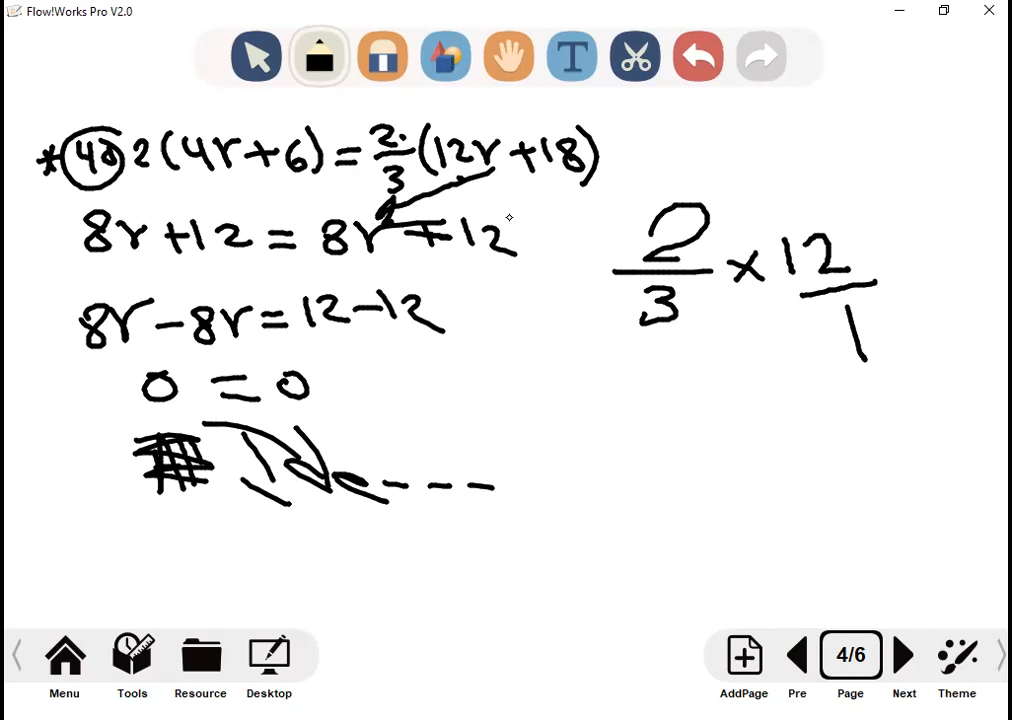 Flow!Works Pro V2.0
* 40 2(4r+6) = 2/3 (12r+18)
8r+12 = 8r+12
2/3 × 12/1
8r-8r = 12-12
0 = 0
4/6
Menu Tools Resource Desktop AddPage Pre Page Next Theme